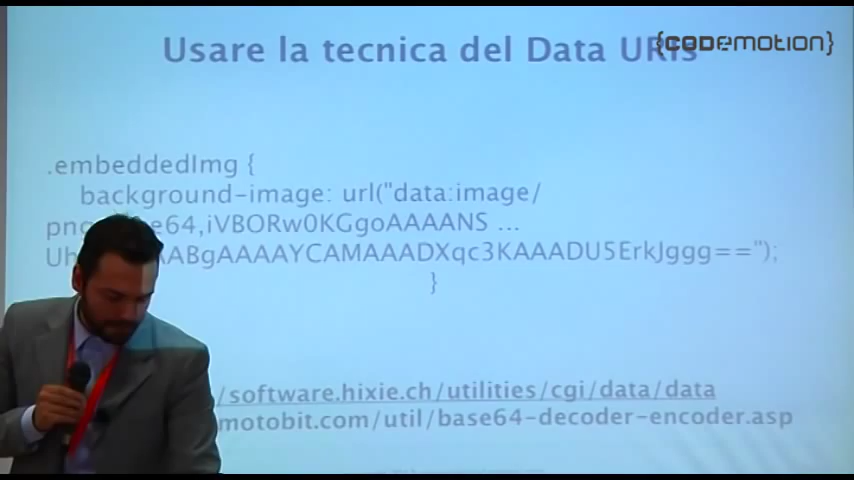 Usare la tecnica del Data URIs
{CODEMOTION}
.embeddedImg {
background-image: url("data:image/
64,iVBORw0KGgoAAAANS ...
ABgAAAAYCAMAAADXqc3KAAADU5ErkJggg==");
}
/software.hixie.ch/utilities/cgi/data/data
motobit.com/util/base64-decoder-encoder.asp